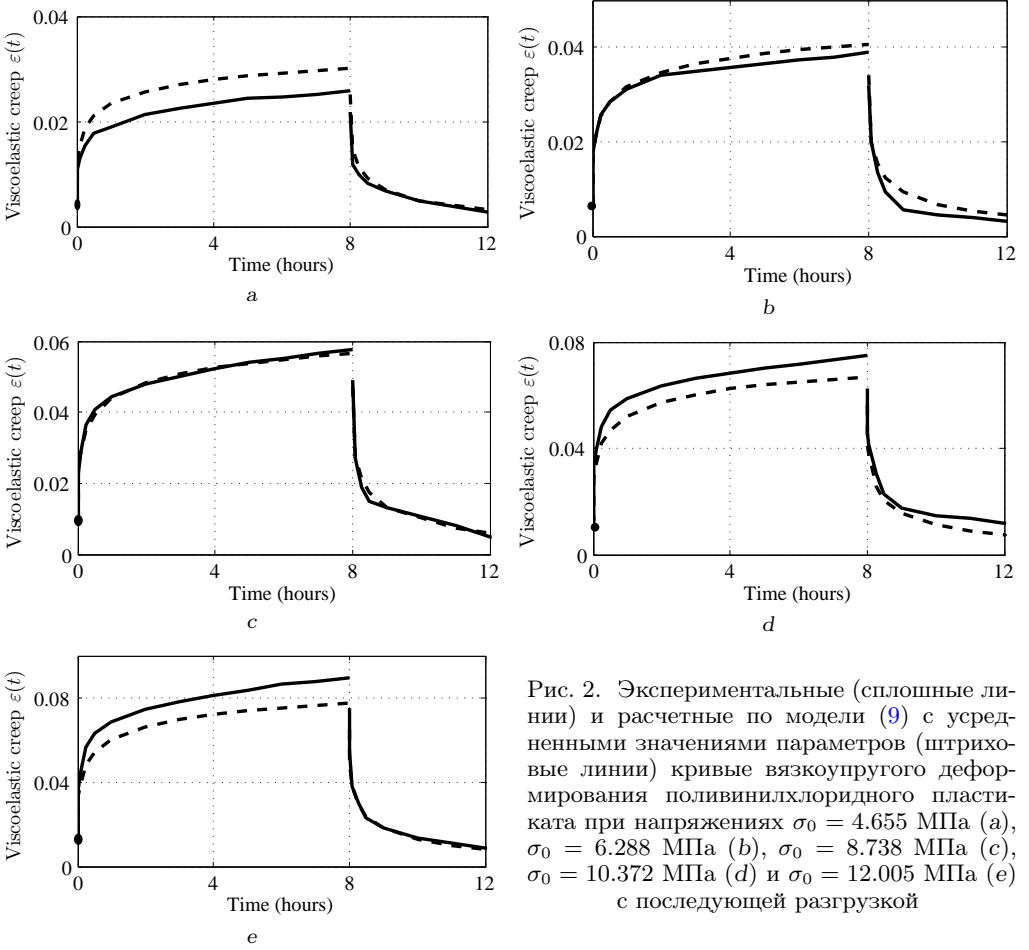 0.04
0.02
0
0
4
8
12
Viscoelastic creep ε(t)
Time (hours)
a
0.04
0.02
0
0
4
8
12
Viscoelastic creep ε(t)
Time (hours)
b
0.06
0.04
0.02
0
0
4
8
12
Viscoelastic creep ε(t)
Time (hours)
c
0.08
0.04
0
0
4
8
12
Viscoelastic creep ε(t)
Time (hours)
d
0.08
0.04
0
0
4
8
12
Viscoelastic creep ε(t)
Time (hours)
e
Рис. 2. Экспериментальные (сплошные ли-
нии) и расчетные по модели (9) с усред-
ненными значениями параметров (штрихо-
вые линии) кривые вязкоупругого дефор-
мирования поливинилхлоридного пласти-
ката при напряжениях σ₀ = 4.655 МПа (a),
σ₀ = 6.288 МПа (b), σ₀ = 8.738 МПа (c),
σ₀ = 10.372 МПа (d) и σ₀ = 12.005 МПа (e)
с последующей разгрузкой